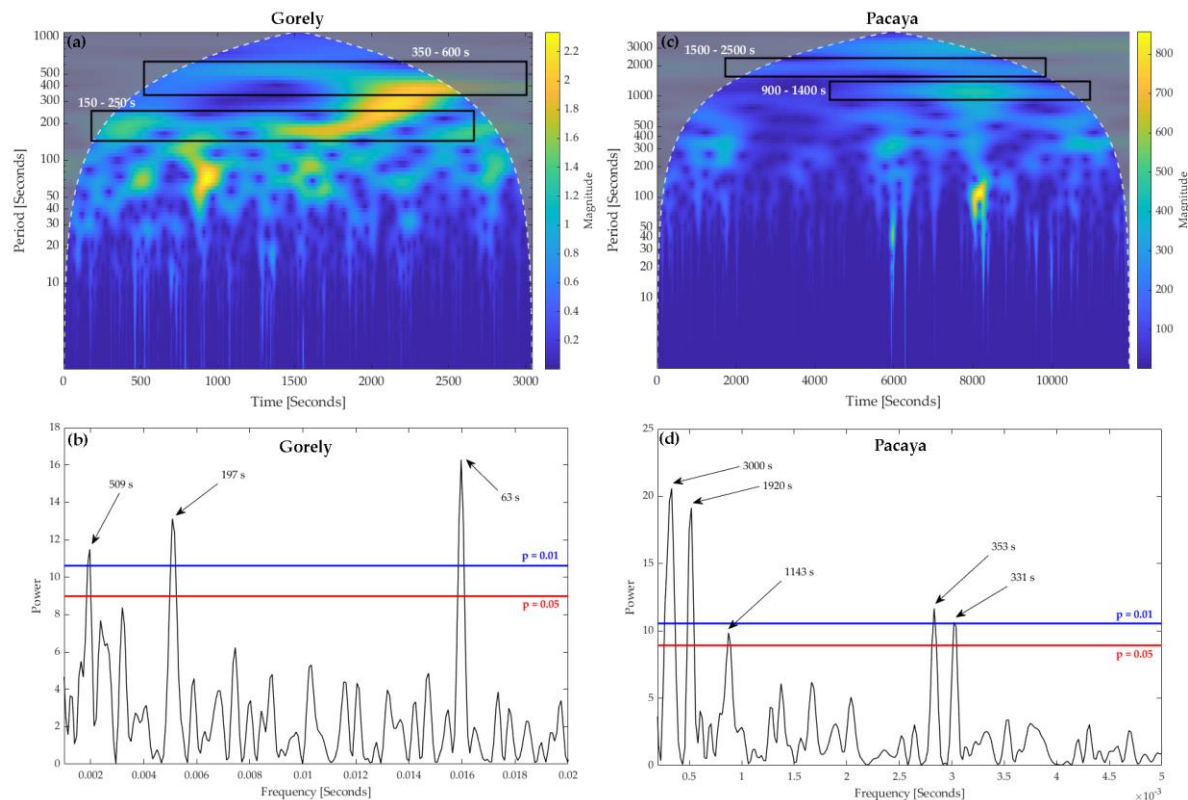 Gorely
(a)
350 - 600 s
150 - 250 s
Period [Seconds]
1000
500
400
300
200
100
50
40
30
20
10
0
500
1000
1500
2000
2500
3000
Time [Seconds]
Magnitude
2.2
2
1.8
1.6
1.4
1.2
1
0.8
0.6
0.4
0.2
Pacaya
(c)
1500 - 2500 s
900 - 1400 s
Period [Seconds]
3000
2000
1000
500
400
300
200
100
50
40
30
20
10
0
2000
4000
6000
8000
10000
Time [Seconds]
Magnitude
800
700
600
500
400
300
200
100
(b)
Gorely
509 s
197 s
63 s
p = 0.01
p = 0.05
Power
18
16
14
12
10
8
6
4
2
0
0.002
0.004
0.006
0.008
0.01
0.012
0.014
0.016
0.018
0.02
Frequency [Seconds]
(d)
Pacaya
3000 s
1920 s
1143 s
353 s
331 s
p = 0.01
p = 0.05
Power
25
20
15
10
5
0
0.5
1
1.5
2
2.5
3
3.5
4
4.5
5
Frequency [Seconds]
×10⁻³